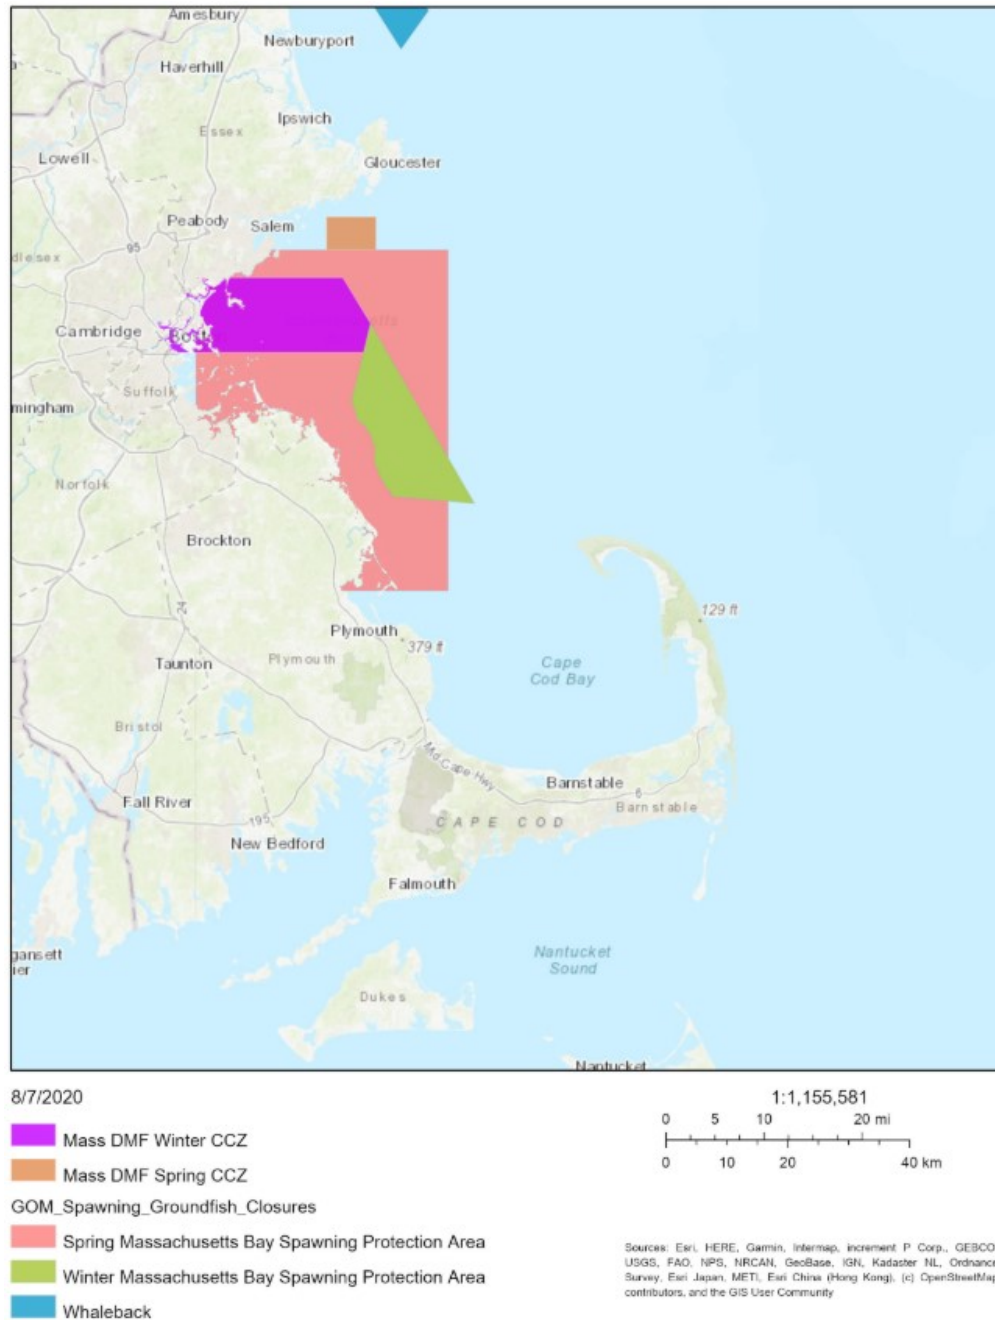 Amesbury
Newburyport
Haverhill
Ipswich
Essex
Lowell
Gloucester
Peabody
Salem
95
dlesex
Cambridge
Suffolk
mingham
Norfolk
Brockton
24
129 ft
Plymouth
379 ft
Plymouth
Taunton
Cape
Cod Bay
Bristol
Mid Cape Hwy
Barnstable
6
Barnstable
Fall River
195
CAPE COD
New Bedford
Falmouth
gansett
ier
Nantucket
Sound
Dukes
Nantucket
8/7/2020
1:1,155,581
0 5 10 20 mi
0 10 20 40 km
Mass DMF Winter CCZ
Mass DMF Spring CCZ
GOM_Spawning_Groundfish_Closures
Spring Massachusetts Bay Spawning Protection Area
Winter Massachusetts Bay Spawning Protection Area
Whaleback
Sources: Esri, HERE, Garmin, Intermap, increment P Corp., GEBCO
USGS, FAO, NPS, NRCAN, GeoBase, IGN, Kadaster NL, Ordnance
Survey, Esri Japan, METI, Esri China (Hong Kong), (c) OpenStreetMap
contributors, and the GIS User Community